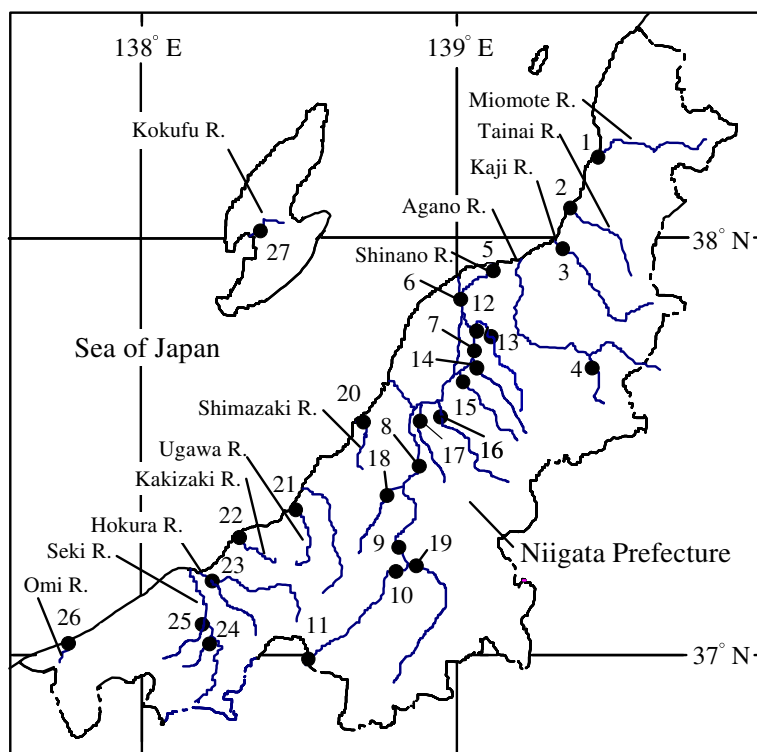 138° E
139° E
Miomote R.
Kokufu R.
Tainai R.
1
Kaji R.
2
Agano R.
27
38° N
Shinano R.
5
3
6
12
Sea of Japan
7
13
14
4
20
Shimazaki R.
15
8
16
17
Ugawa R.
18
Kakizaki R.
21
22
Hokura R.
9
19
Niigata Prefecture
Seki R.
23
10
Omi R.
26
25
24
11
37° N